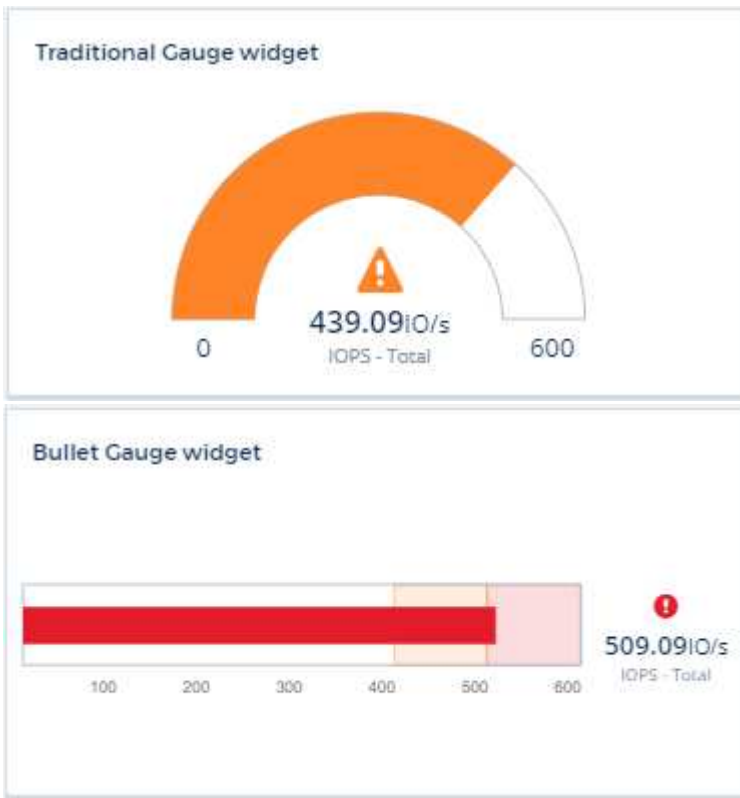 Traditional Gauge widget
439.09IO/s
0
IOPS - Total
600
Bullet Gauge widget
509.09IO/s
IOPS - Total
100 200 300 400 500 600